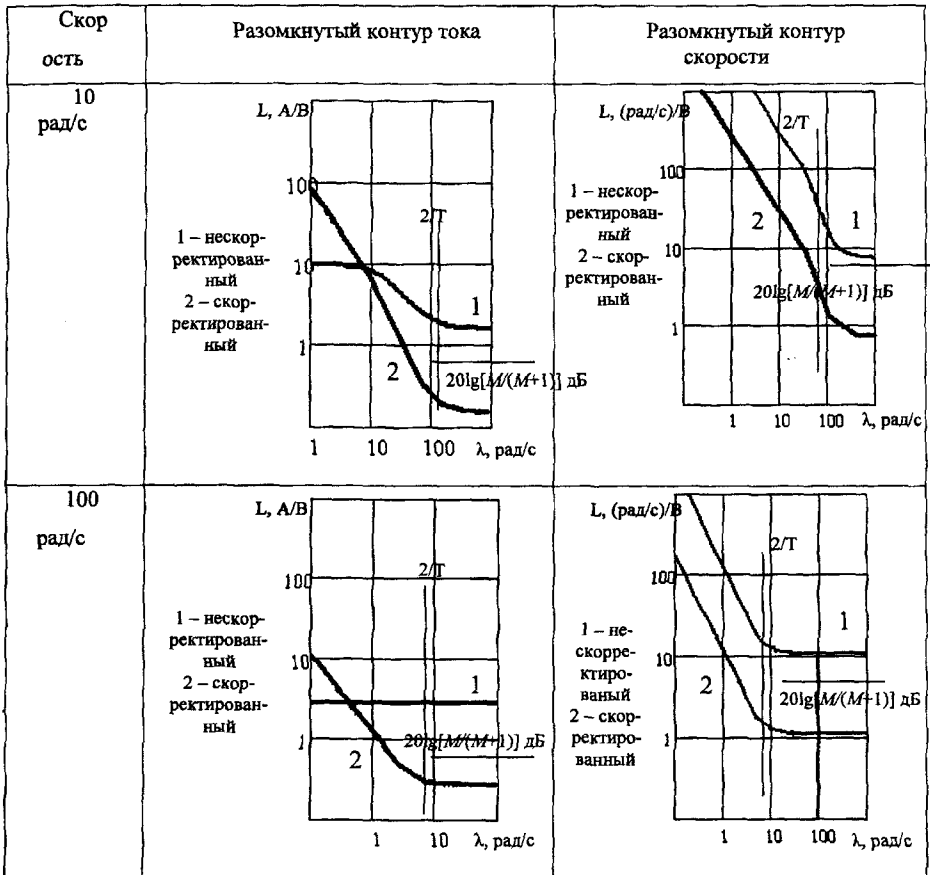 Скор
ость
Разомкнутый контур тока
Разомкнутый контур
скорости
10
рад/с
L, А/В
100
10
1
2/Т
1 – нескор-
ректирован-
ный
2 – скор-
ректирован-
ный
1
2
20lg[M/(M+1)] дБ
1 10 100 λ, рад/с
L, (рад/с)/В
2/Т
100
10
1
1 – нескор-
ректирован-
ный
2 – скор-
ректирован-
ный
2
1
20lg[M/(M+1)] дБ
1 10 100 λ, рад/с
100
рад/с
L, А/В
2/Т
100
10
1
1 – нескор-
ректирован-
ный
2 – скор-
ректирован-
ный
1
2
20lg[M/(M+1)] дБ
1 10 λ, рад/с
L, (рад/с)/В
2/Т
100
10
1
1 – не-
скорре-
ктиро-
ваный
2 – скор-
ректиро-
ванный
1
2
20lg[M/(M+1)] дБ
1 10 100 λ, рад/с